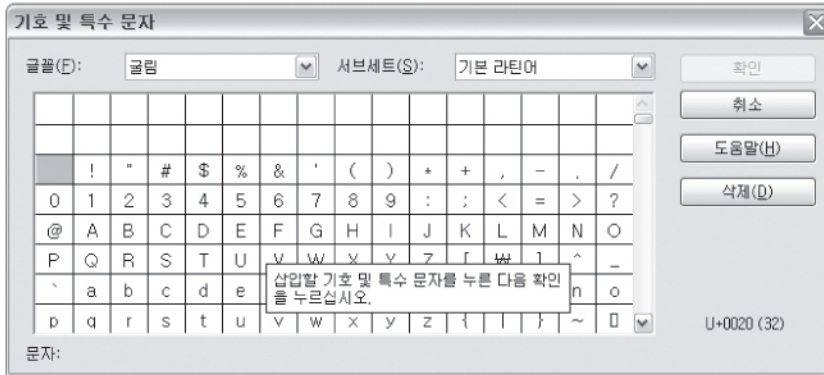 기호 및 특수 문자
글꼴(F): 굴림 서브세트(S): 기본 라틴어 확인
취소
도움말(H)
삭제(D)
! " # $ % & ' ( ) * + , - . /
0 1 2 3 4 5 6 7 8 9 : ; < = > ?
@ A B C D E F G H I J K L M N O
P Q R S T U V W X Y Z [ ₩ ] ^ _
` a b c d e n o
삽입할 기호 및 특수 문자를 누른 다음 확인
을 누르십시오.
p q r s t u v w x y z { | } ~ 
U+0020 (32)
문자: